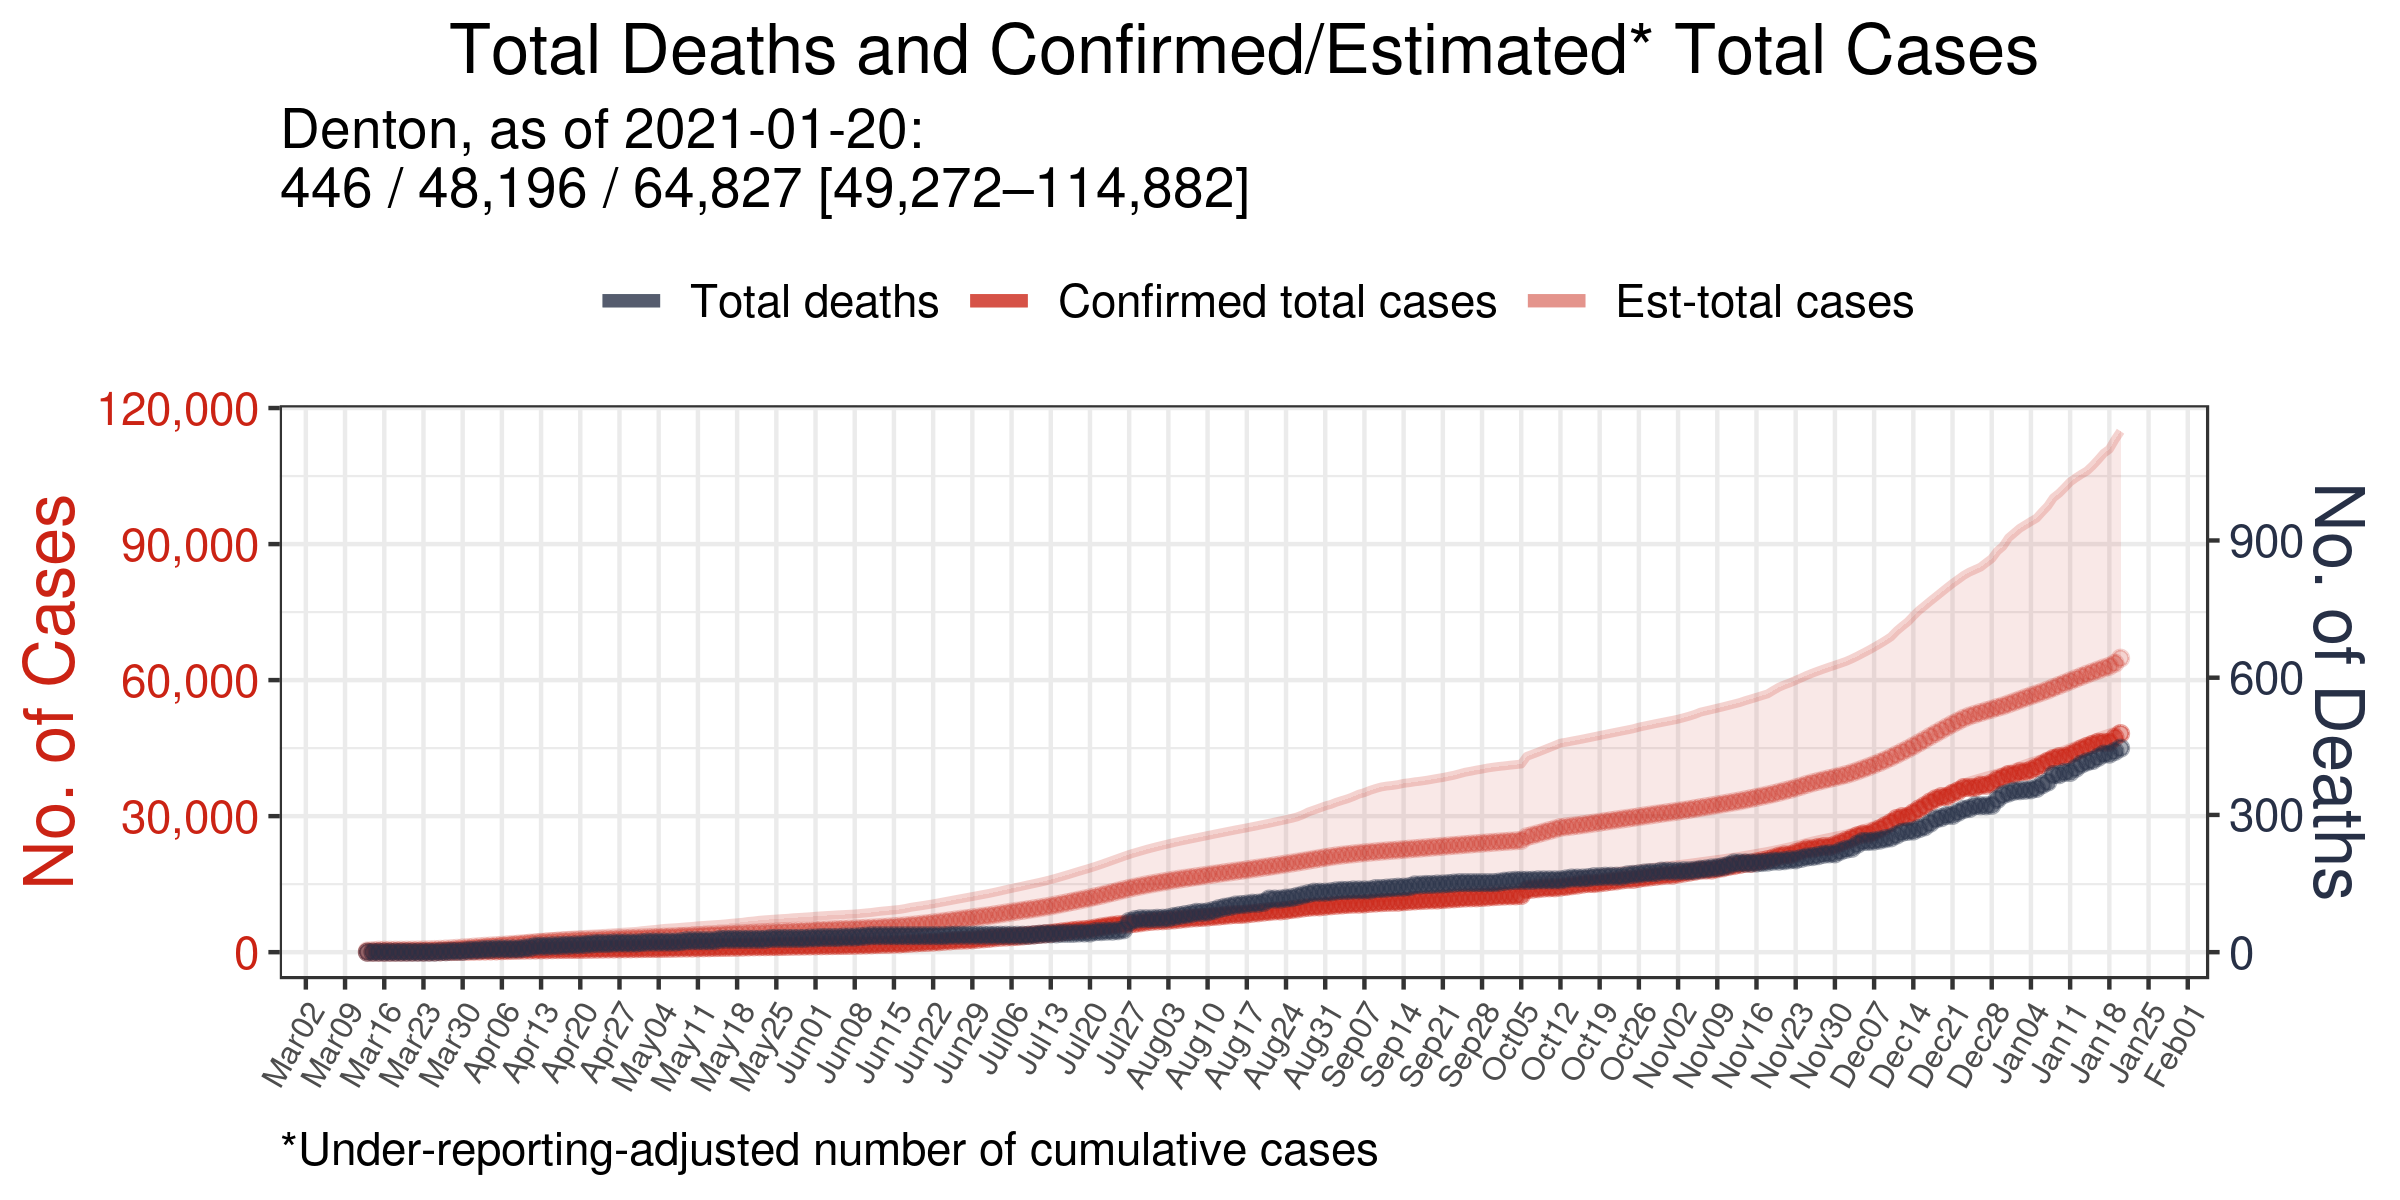 Total Deaths and Confirmed/Estimated* Total Cases
Denton, as of 2021-01-20:
446 / 48,196 / 64,827 [49,272–114,882]
Total deaths
Confirmed total cases
Est-total cases
No. of Cases
120,000
90,000
60,000
30,000
0
No. of Deaths
900
600
300
0
Mar02
Mar09
Mar16
Mar23
Mar30
Apr06
Apr13
Apr20
Apr27
May04
May11
May18
May25
Jun01
Jun08
Jun15
Jun22
Jun29
Jul06
Jul13
Jul20
Jul27
Aug03
Aug10
Aug17
Aug24
Aug31
Sep07
Sep14
Sep21
Sep28
Oct05
Oct12
Oct19
Oct26
Nov02
Nov09
Nov16
Nov23
Nov30
Dec07
Dec14
Dec21
Dec28
Jan04
Jan11
Jan18
Jan25
Feb01
*Under-reporting-adjusted number of cumulative cases